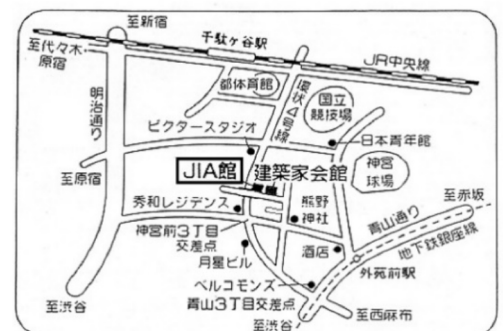 至新宿
千駄ヶ谷駅
至代々木
原宿
JR中央線
明治通り
都体育館
環状4号線
国立
競技場
ビクタースタジオ
日本青年館
JIA館
建築家会館
神宮
球場
至原宿
秀和レジデンス
熊野
神社
至赤坂
青山通り
地下鉄銀座線
神宮前3丁目
交差点
酒店
月星ビル
外苑前駅
ベルコモンズ
青山3丁目交差点
至渋谷
至西麻布
至渋谷